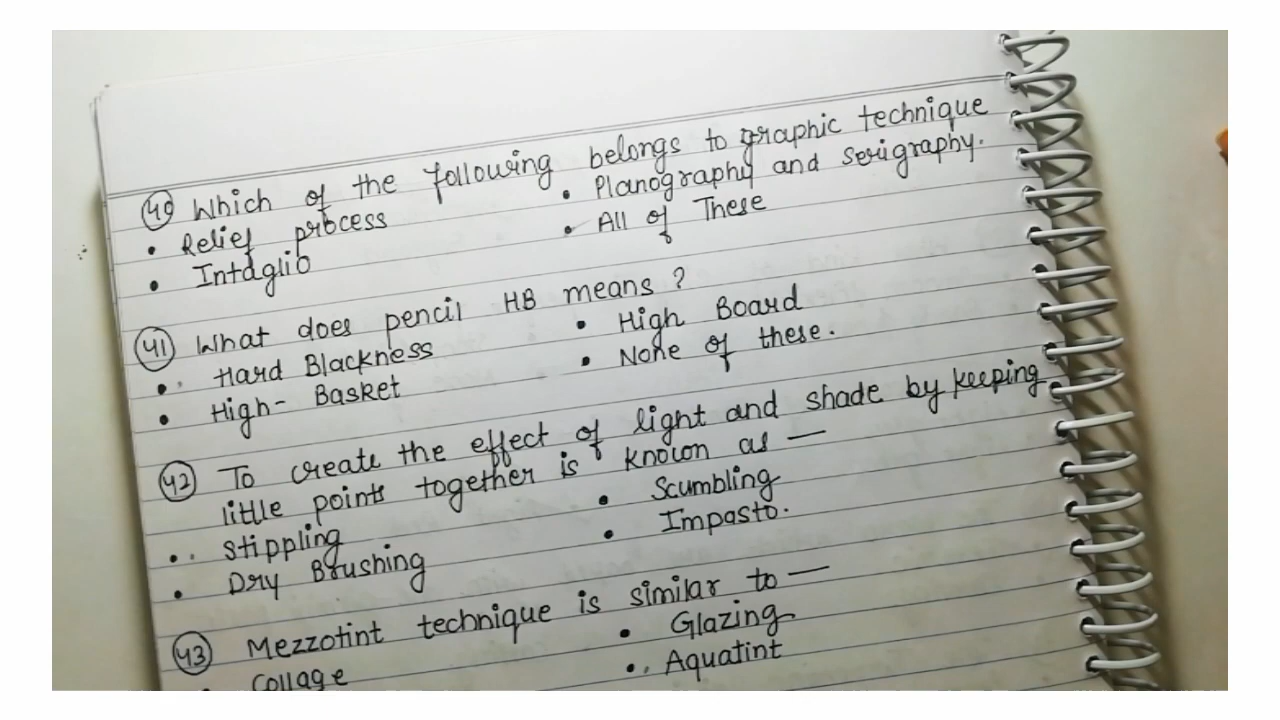 40 Which of the following belongs to graphic technique
• Relief process • Planography and serigraphy.
• Intaglio • All of These
41 What does pencil HB means ?
• Hard Blackness • High Board
• High- Basket • None of these.
42 To create the effect of light and shade by keeping
little points together is known as —
• Stippling • Scumbling
• Dry Brushing • Impasto.
43 Mezzotint technique is similar to —
• Collage • Glazing
• Aquatint